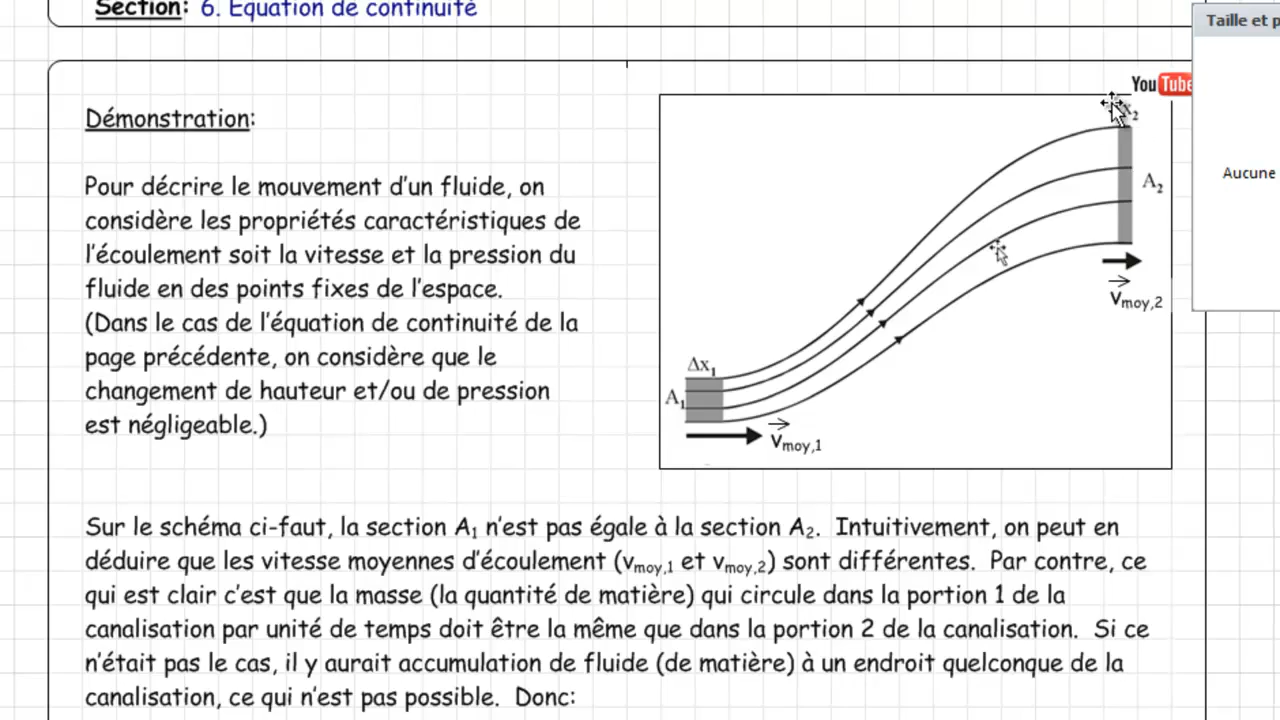 Section: 6. Equation de continuité
Taille et p
YouTube
Démonstration:
x₂
A₂
Aucune
Pour décrire le mouvement d'un fluide, on
considère les propriétés caractéristiques de
l'écoulement soit la vitesse et la pression du
fluide en des points fixes de l'espace.
(Dans le cas de l'équation de continuité de la
page précédente, on considère que le
changement de hauteur et/ou de pression
est négligeable.)
vmoy,2
Δx₁
A₁
vmoy,1
Sur le schéma ci-faut, la section A₁ n'est pas égale à la section A₂. Intuitivement, on peut en
déduire que les vitesse moyennes d'écoulement (vmoy,1 et vmoy,2) sont différentes. Par contre, ce
qui est clair c'est que la masse (la quantité de matière) qui circule dans la portion 1 de la
canalisation par unité de temps doit être la même que dans la portion 2 de la canalisation. Si ce
n'était pas le cas, il y aurait accumulation de fluide (de matière) à un endroit quelconque de la
canalisation, ce qui n'est pas possible. Donc: